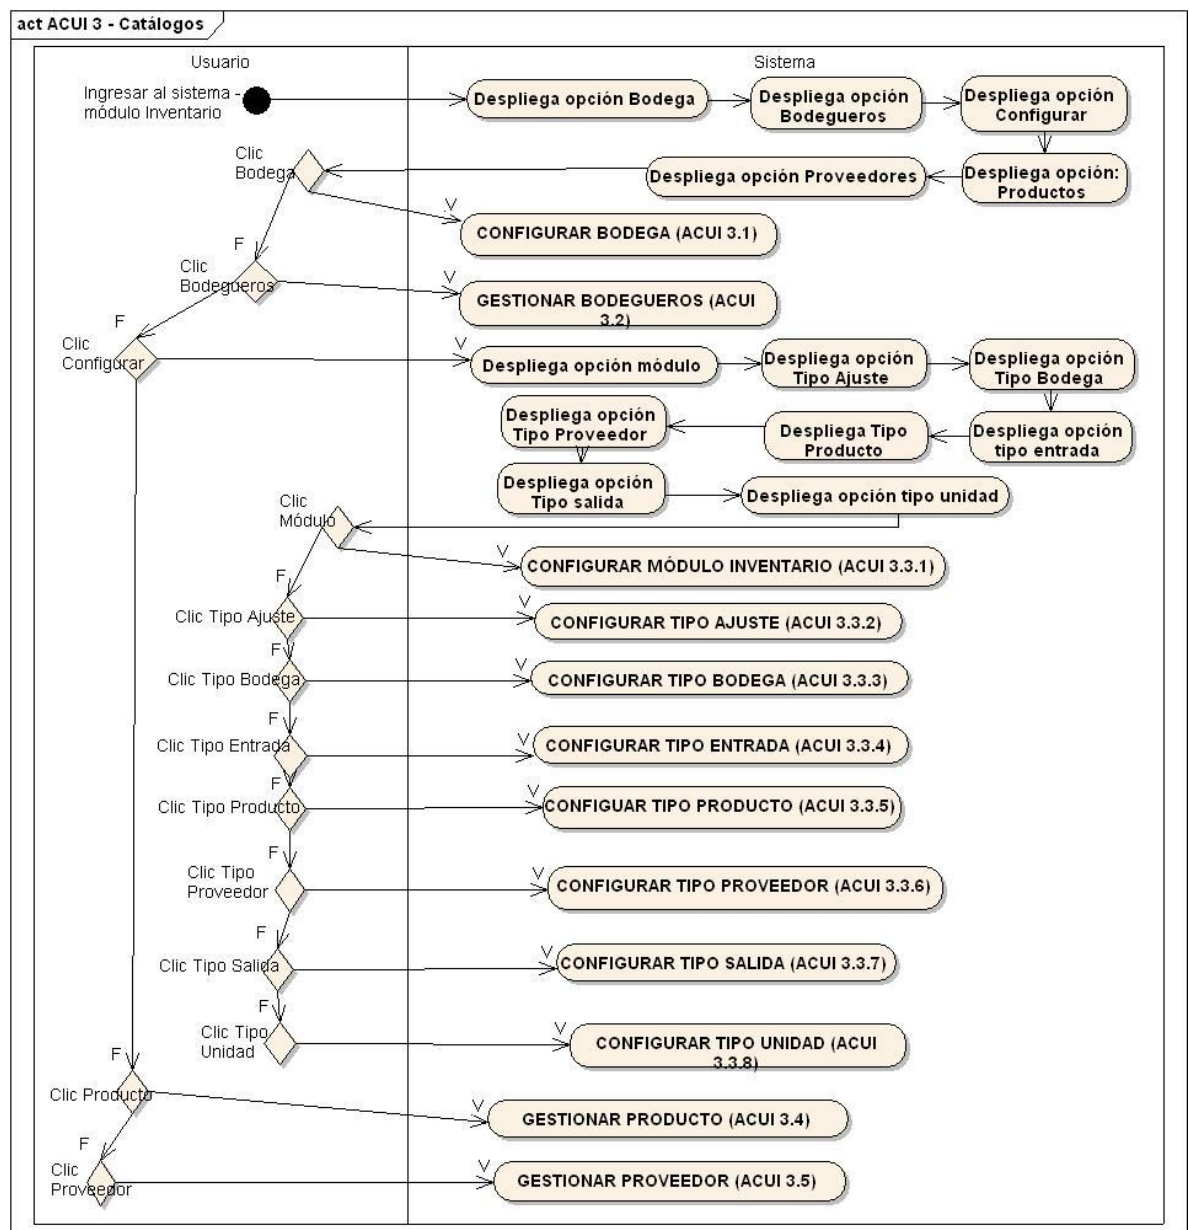 act ACUI 3 - Catálogos
Usuario
Sistema
Ingresar al sistema -
módulo Inventario
Despliega opción Bodega
Despliega opción
Bodegueros
Despliega opción
Configurar
Despliega opción:
Productos
Despliega opción Proveedores
Clic
Bodega
V
CONFIGURAR BODEGA (ACUI 3.1)
F
Clic
Bodegueros
V
GESTIONAR BODEGUEROS (ACUI
3.2)
F
Clic
Configurar
V
Despliega opción módulo
Despliega opción
Tipo Ajuste
Despliega opción
Tipo Bodega
Despliega opción
tipo entrada
Despliega Tipo
Producto
Despliega opción
Tipo Proveedor
Despliega opción
Tipo salida
Despliega opción tipo unidad
Clic
Módulo
V
CONFIGURAR MÓDULO INVENTARIO (ACUI 3.3.1)
F
Clic Tipo Ajuste
V
CONFIGURAR TIPO AJUSTE (ACUI 3.3.2)
F
Clic Tipo Bodega
V
CONFIGURAR TIPO BODEGA (ACUI 3.3.3)
F
Clic Tipo Entrada
V
CONFIGURAR TIPO ENTRADA (ACUI 3.3.4)
F
Clic Tipo Producto
V
CONFIGUAR TIPO PRODUCTO (ACUI 3.3.5)
F
Clic Tipo
Proveedor
V
CONFIGURAR TIPO PROVEEDOR (ACUI 3.3.6)
F
Clic Tipo Salida
V
CONFIGURAR TIPO SALIDA (ACUI 3.3.7)
F
Clic Tipo
Unidad
V
CONFIGURAR TIPO UNIDAD (ACUI
3.3.8)
F
Clic Producto
V
GESTIONAR PRODUCTO (ACUI 3.4)
F
Clic
Proveedor
V
GESTIONAR PROVEEDOR (ACUI 3.5)